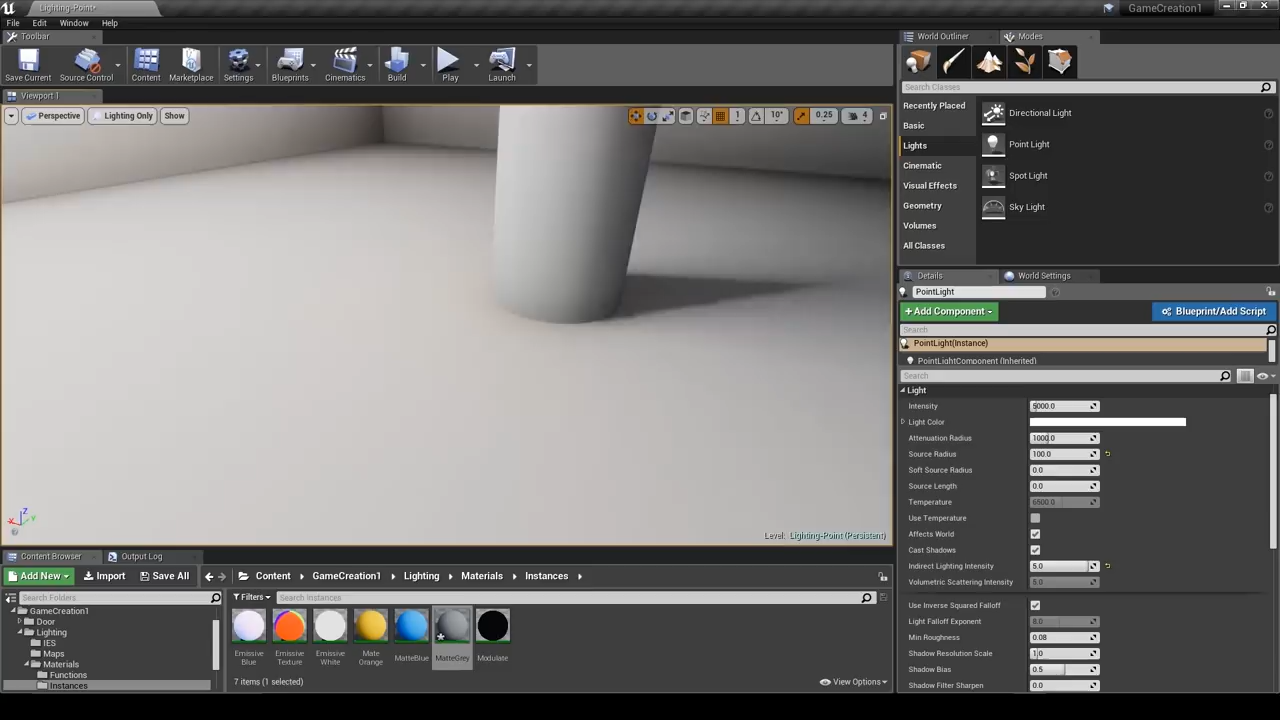 Lighting-Point*
GameCreation1
File Edit Window Help
Toolbar
World Outliner Modes
Save Current Source Control Content Marketplace Settings Blueprints Cinematics Build Play Launch
Search Classes
Viewport 1
Recently Placed
Basic
Lights
Cinematic
Visual Effects
Geometry
Volumes
All Classes
Directional Light
Point Light
Spot Light
Sky Light
Perspective Lighting Only Show
1 10° 0.25 4
Details World Settings
PointLight
+Add Component Blueprint/Add Script
Search
PointLight(Instance)
PointLightComponent (Inherited)
Search
Light
Intensity 5000.0
Light Color
Attenuation Radius 1000.0
Source Radius 100.0
Soft Source Radius 0.0
Source Length 0.0
Temperature 6500.0
Use Temperature
Affects World
Cast Shadows
Indirect Lighting Intensity 5.0
Volumetric Scattering Intensity 5.0
Use Inverse Squared Falloff
Light Falloff Exponent 8.0
Min Roughness 0.08
Shadow Resolution Scale 1.0
Shadow Bias 0.5
Shadow Filter Sharpen 0.0
Z
X Y
Level: Lighting-Point (Persistent)
Content Browser Output Log
Add New Import Save All Content GameCreation1 Lighting Materials Instances
Search Folders
Filters Search Instances
GameCreation1
Door
Lighting
IES
Maps
Materials
Functions
Instances
Emissive Blue
Emissive Texture
Emissive White
Mate Orange
MatteBlue
MatteGrey
Modulate
7 items (1 selected) View Options